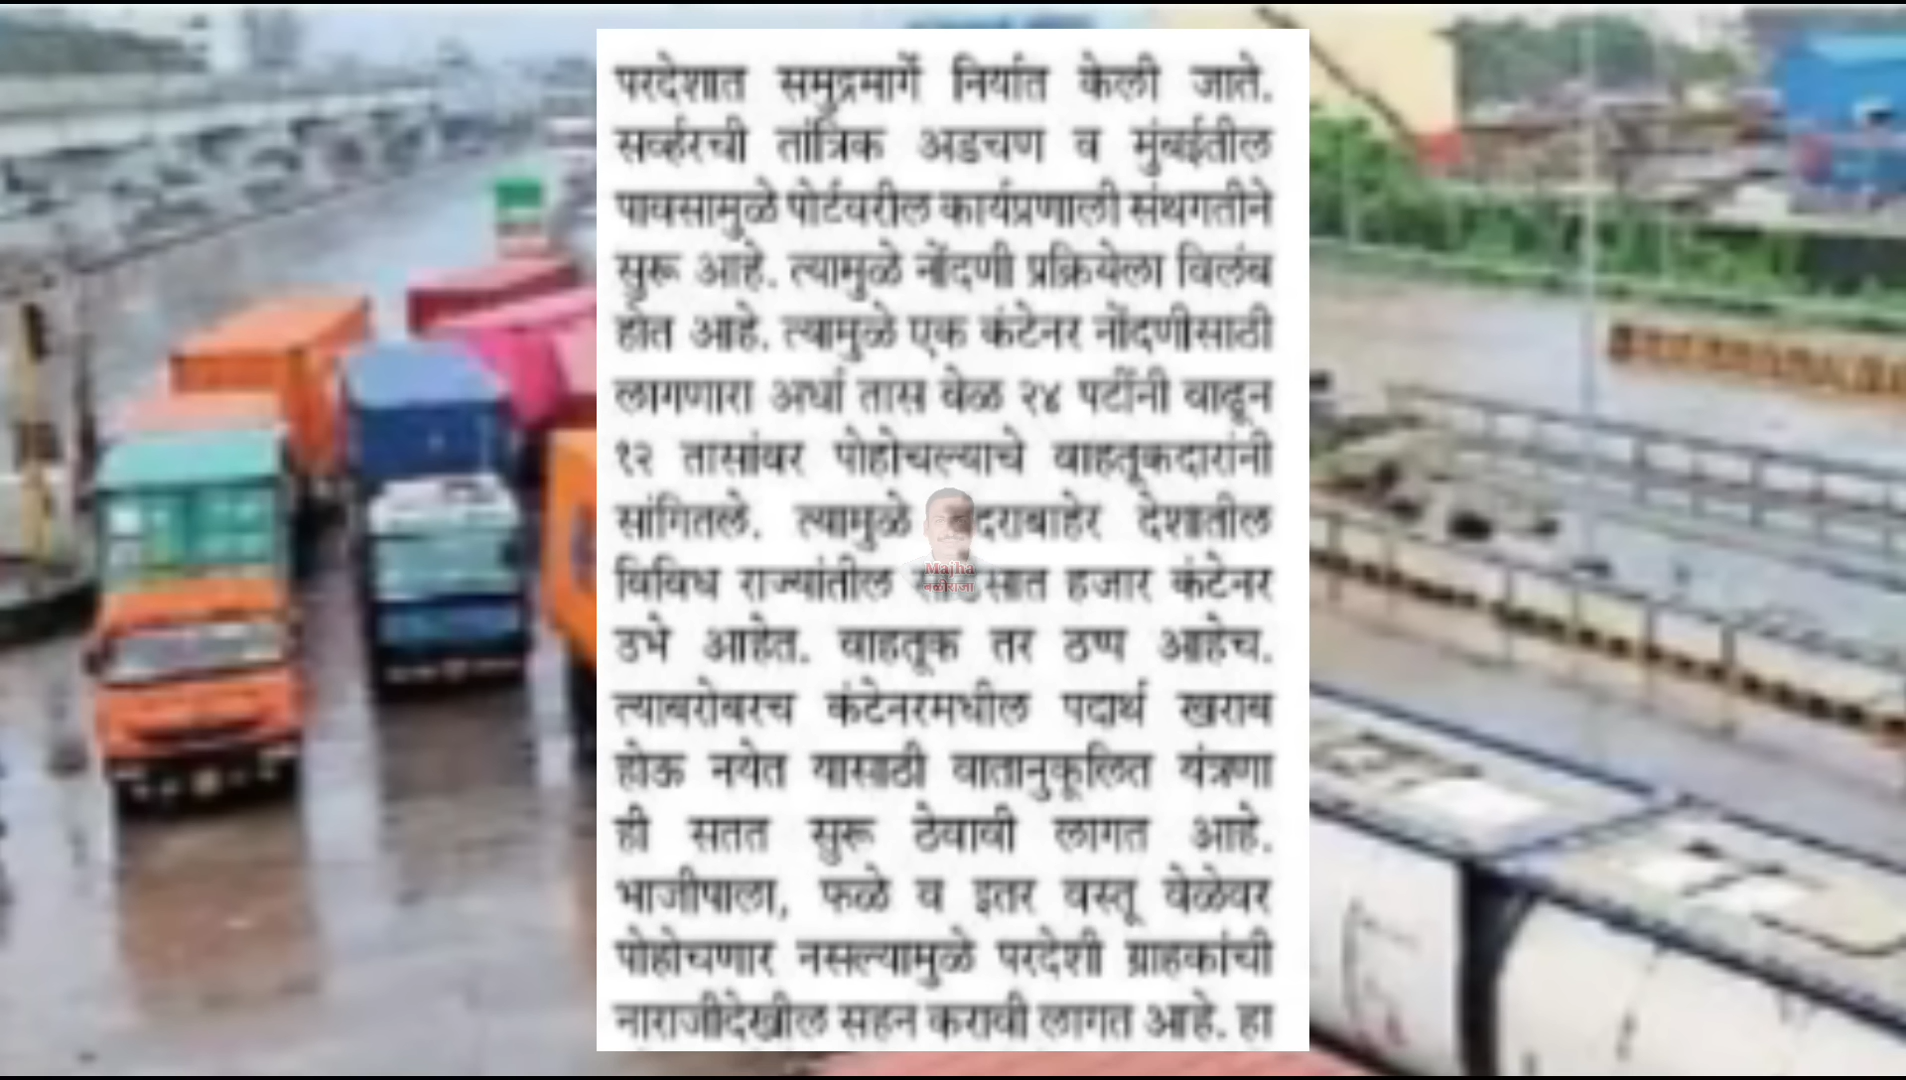 परदेशात समुद्रमार्गे निर्यात केली जाते.
सर्व्हरची तांत्रिक अडचण व मुंबईतील
पावसामुळे पोर्टवरील कार्यप्रणाली संथगतीने
सुरू आहे. त्यामुळे नोंदणी प्रक्रियेला विलंब
होत आहे. त्यामुळे एक कंटेनर नोंदणीसाठी
लागणारा अर्धा तास वेळ २४ पटींनी वाढून
१२ तासांवर पोहोचल्याचे वाहतूकदारांनी
सांगितले. त्यामुळे देशातील
विविध राज्यांतील हजार कंटेनर
उभे आहेत. वाहतूक तर ठप्प आहेच.
त्याबरोबरच कंटेनरमधील पदार्थ खराब
होऊ नयेत यासाठी वातानुकूलित यंत्रणा
ही सतत सुरू ठेवावी लागत आहे.
भाजीपाला, फळे व इतर वस्तू वेळेवर
पोहोचणार नसल्यामुळे परदेशी ग्राहकांची
नाराजीदेखील सहन करावी लागत आहे. हा
Majha
बळीराजा